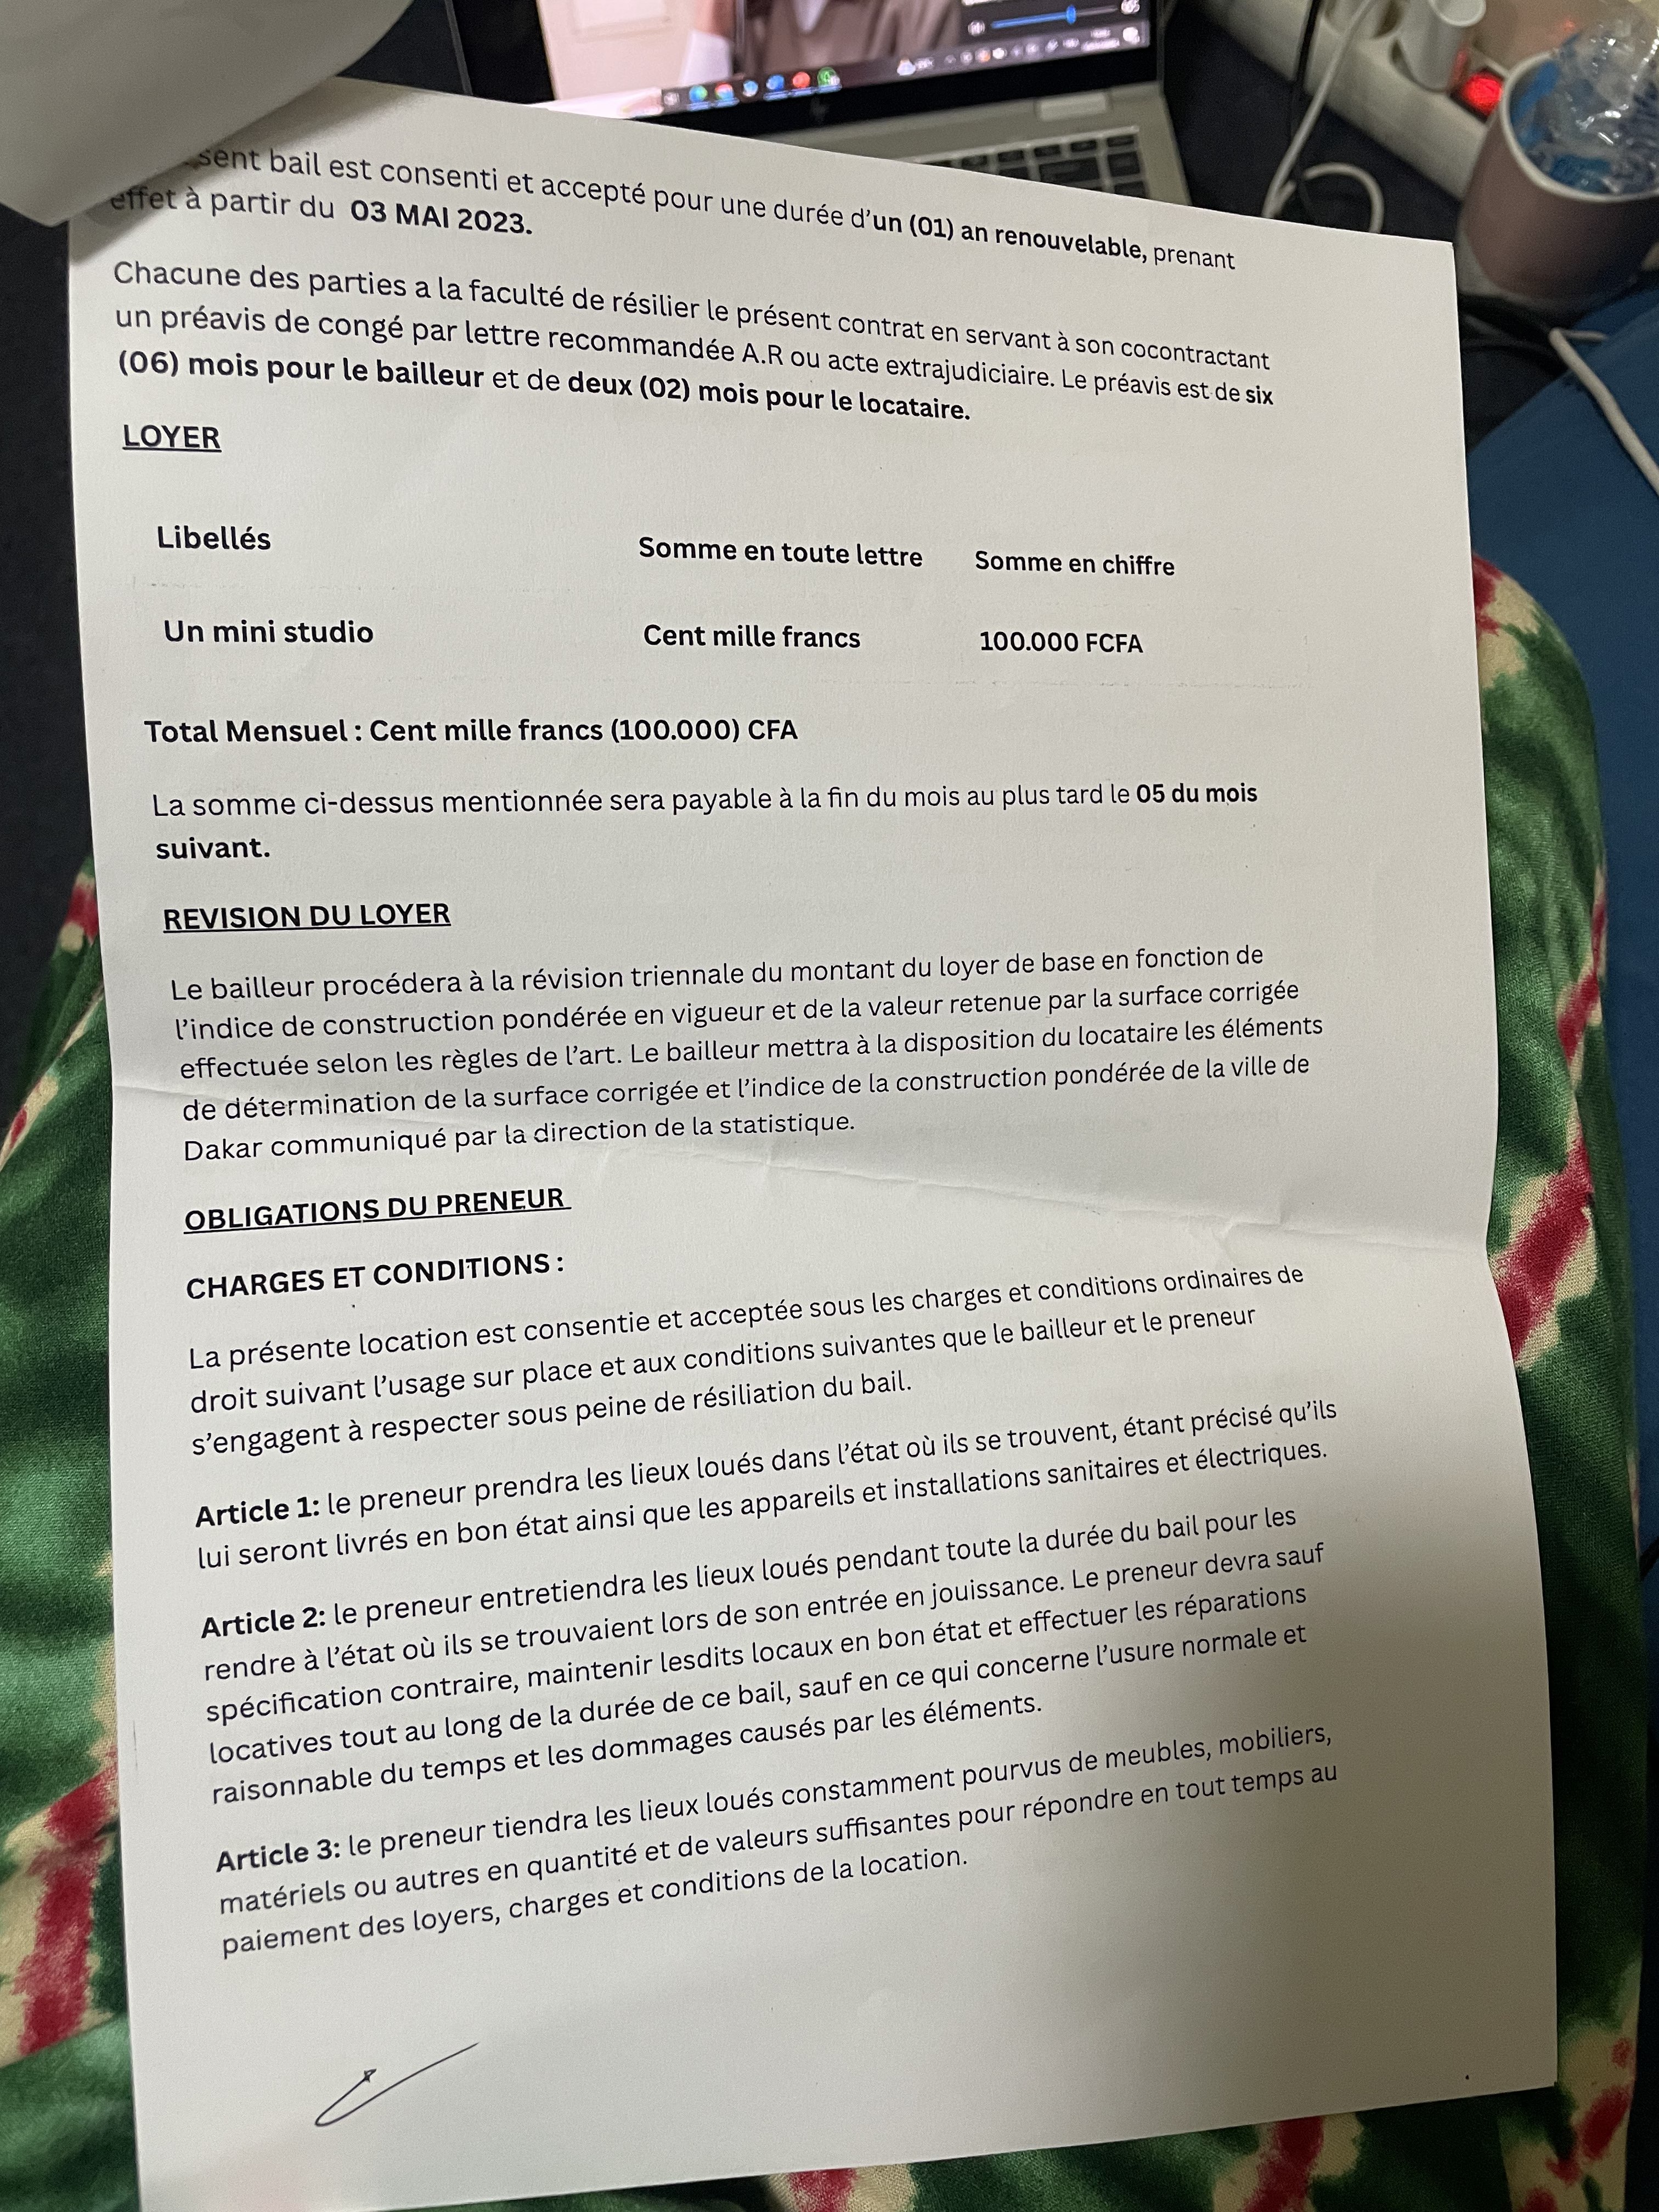 sent bail est consenti et accepté pour une durée d'un (01) an renouvelable, prenant
effet à partir du 03 MAI 2023.
Chacune des parties a la faculté de résilier le présent contrat en servant à son cocontractant
un préavis de congé par lettre recommandée A.R ou acte extrajudiciaire. Le préavis est de six
(06) mois pour le bailleur et de deux (02) mois pour le locataire.
LOYER
Libellés Somme en toute lettre Somme en chiffre
Un mini studio Cent mille francs 100.000 FCFA
Total Mensuel : Cent mille francs (100.000) CFA
La somme ci-dessus mentionnée sera payable à la fin du mois au plus tard le 05 du mois
suivant.
REVISION DU LOYER
Le bailleur procédera à la révision triennale du montant du loyer de base en fonction de
l'indice de construction pondérée en vigueur et de la valeur retenue par la surface corrigée
effectuée selon les règles de l'art. Le bailleur mettra à la disposition du locataire les éléments
de détermination de la surface corrigée et l'indice de la construction pondérée de la ville de
Dakar communiqué par la direction de la statistique.
OBLIGATIONS DU PRENEUR
CHARGES ET CONDITIONS :
La présente location est consentie et acceptée sous les charges et conditions ordinaires de
droit suivant l'usage sur place et aux conditions suivantes que le bailleur et le preneur
s'engagent à respecter sous peine de résiliation du bail.
Article 1: le preneur prendra les lieux loués dans l'état où ils se trouvent, étant précisé qu'ils
lui seront livrés en bon état ainsi que les appareils et installations sanitaires et électriques.
Article 2: le preneur entretiendra les lieux loués pendant toute la durée du bail pour les
rendre à l'état où ils se trouvaient lors de son entrée en jouissance. Le preneur devra sauf
spécification contraire, maintenir lesdits locaux en bon état et effectuer les réparations
locatives tout au long de la durée de ce bail, sauf en ce qui concerne l'usure normale et
raisonnable du temps et les dommages causés par les éléments.
Article 3: le preneur tiendra les lieux loués constamment pourvus de meubles, mobiliers,
matériels ou autres en quantité et de valeurs suffisantes pour répondre en tout temps au
paiement des loyers, charges et conditions de la location.